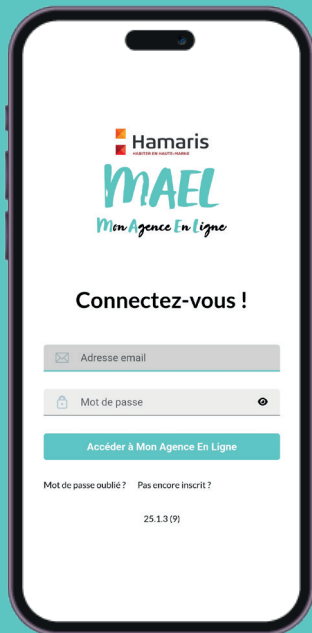 Hamaris
HABITER EN HAUTE-MARNE
MAEL
Mon Agence En Ligne
Connectez-vous !
Adresse email
Mot de passe
Accéder à Mon Agence En Ligne
Mot de passe oublié ? Pas encore inscrit ?
25.1.3 (9)